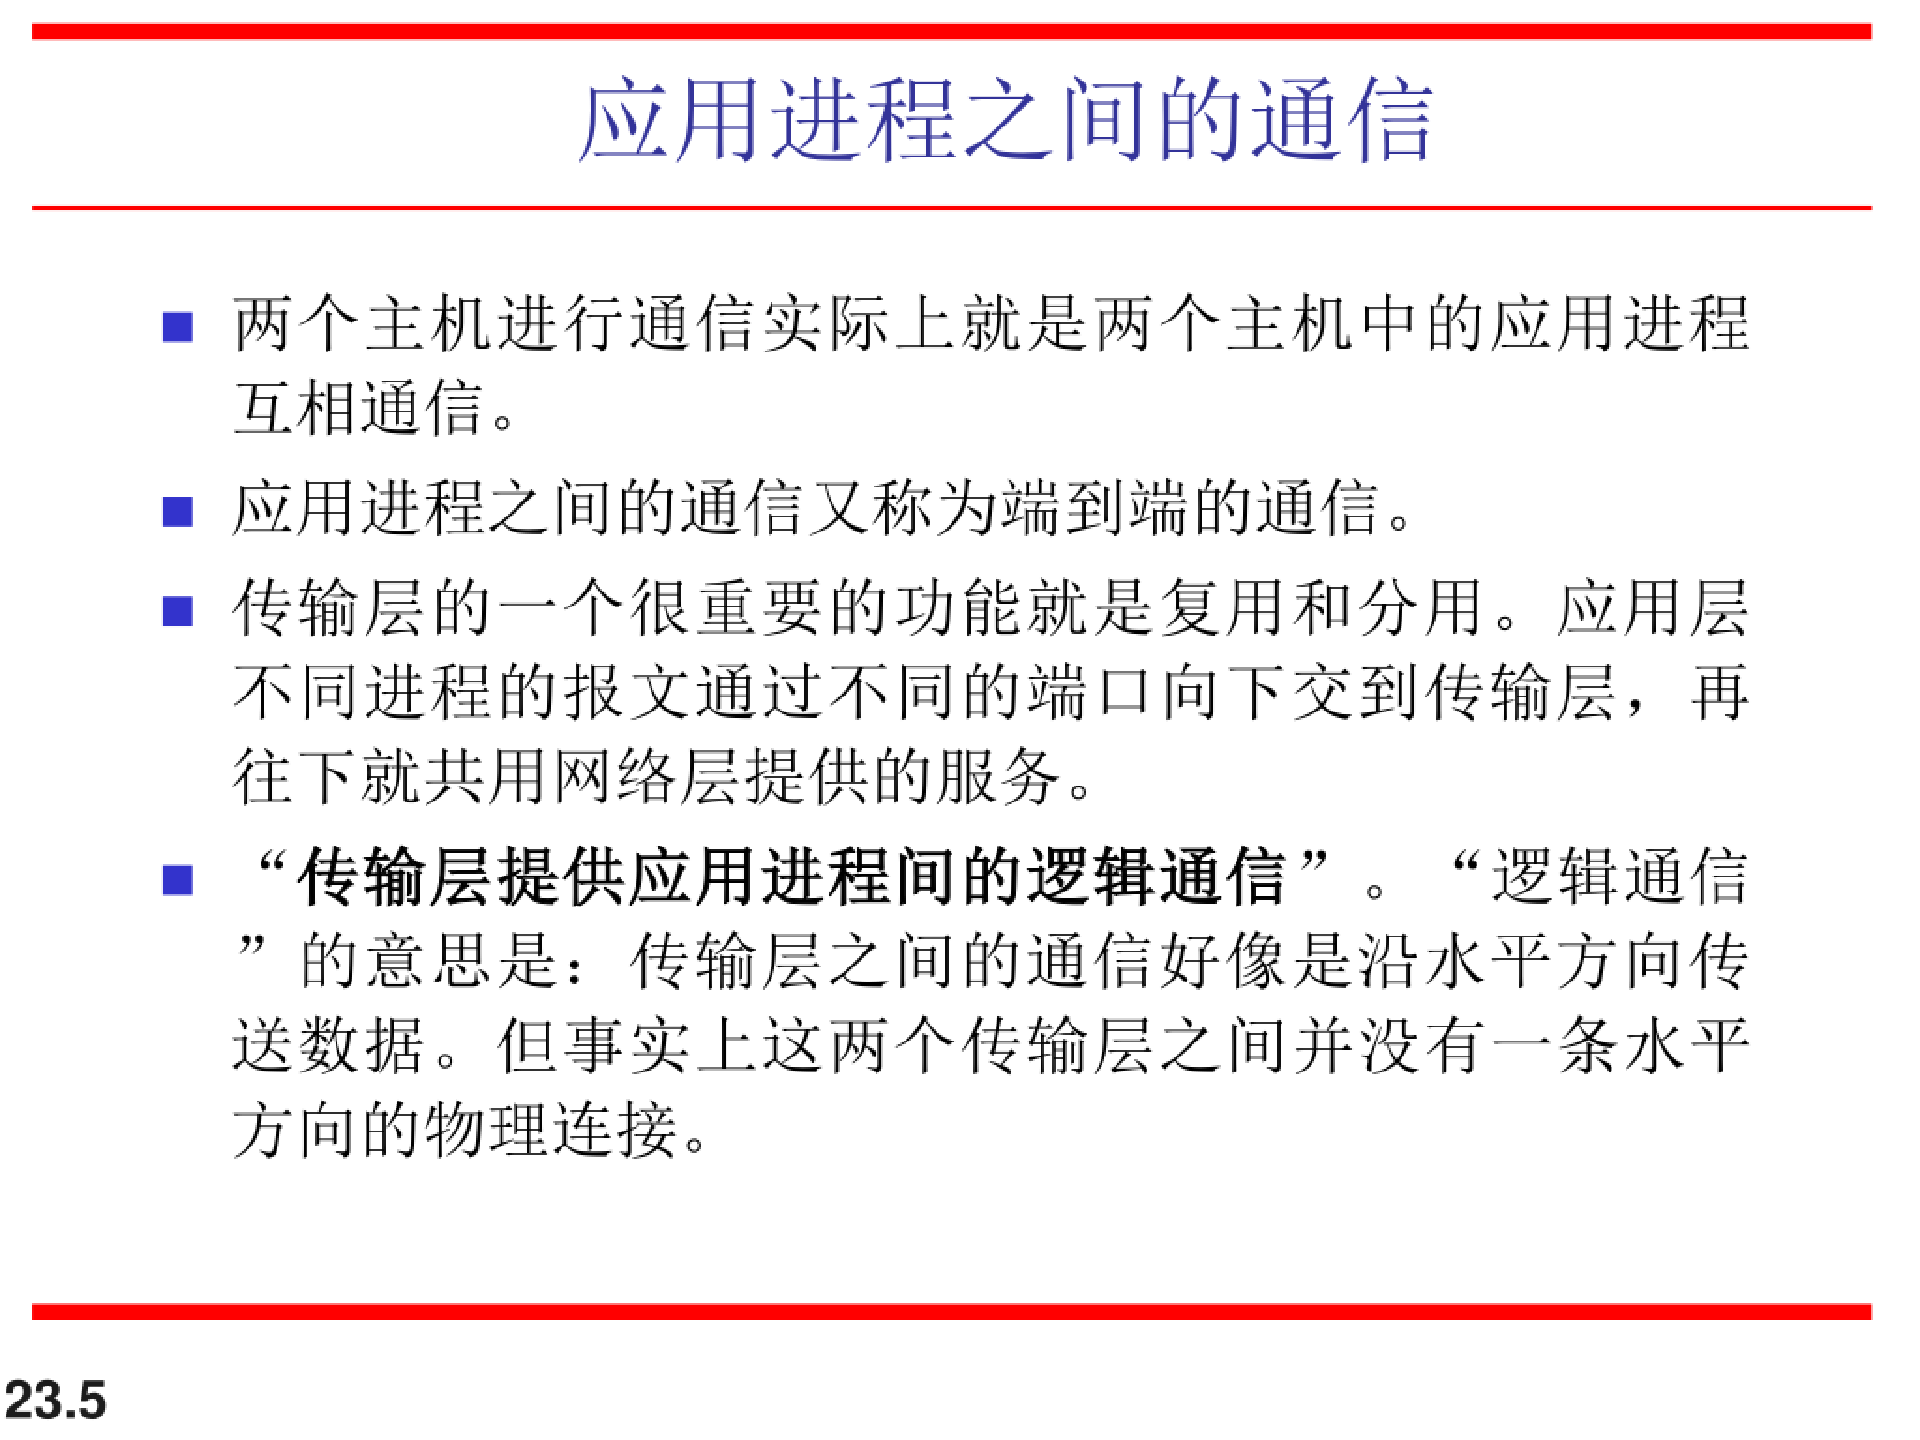 应用进程之间的通信
两个主机进行通信实际上就是两个主机中的应用进程
互相通信。
应用进程之间的通信又称为端到端的通信。
传输层的一个很重要的功能就是复用和分用。应用层
不同进程的报文通过不同的端口向下交到传输层，再
往下就共用网络层提供的服务。
“传输层提供应用进程间的逻辑通信”。“逻辑通信
”的意思是：传输层之间的通信好像是沿水平方向传
送数据。但事实上这两个传输层之间并没有一条水平
方向的物理连接。
23.5